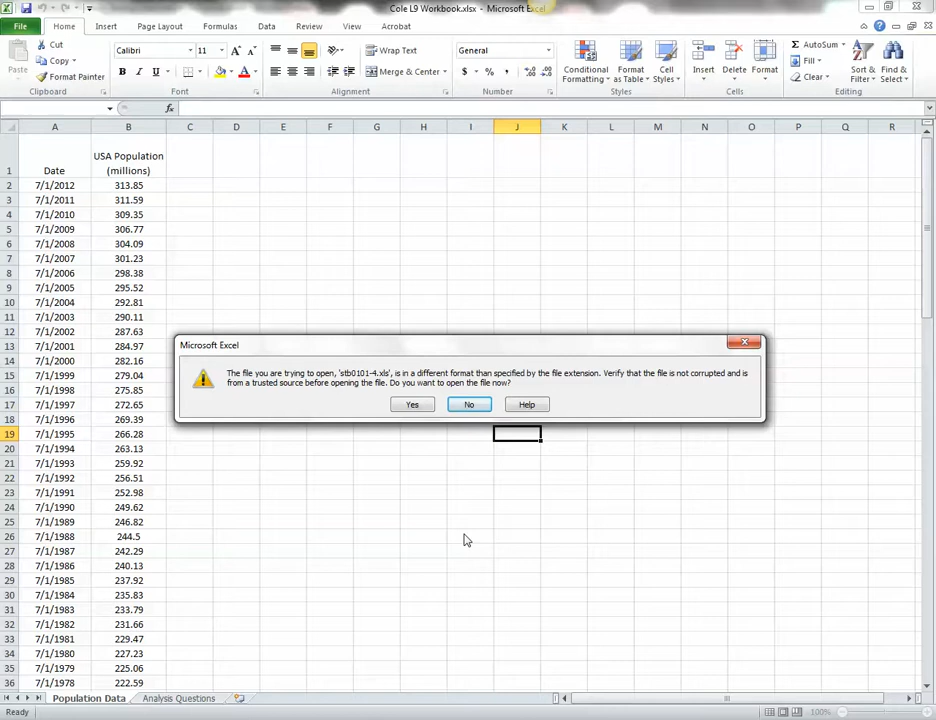 Cole L9 Workbook.xlsx - Microsoft Excel
File Home Insert Page Layout Formulas Data Review View Acrobat
Paste Cut Copy Format Painter Clipboard
Calibri 11 B I U Font
Wrap Text Merge & Center Alignment
General $ % , Number
Conditional Formatting Format as Table Cell Styles Styles
Insert Delete Format Cells
AutoSum Fill Clear Sort & Filter Find & Select Editing
fx
A B C D E F G H I J K L M N O P Q R
1 Date USA Population (millions)
2 7/1/2012 313.85
3 7/1/2011 311.59
4 7/1/2010 309.35
5 7/1/2009 306.77
6 7/1/2008 304.09
7 7/1/2007 301.23
8 7/1/2006 298.38
9 7/1/2005 295.52
10 7/1/2004 292.81
11 7/1/2003 290.11
12 7/1/2002 287.63
13 7/1/2001 284.97
14 7/1/2000 282.16
15 7/1/1999 279.04
16 7/1/1998 275.85
17 7/1/1997 272.65
18 7/1/1996 269.39
19 7/1/1995 266.28
20 7/1/1994 263.13
21 7/1/1993 259.92
22 7/1/1992 256.51
23 7/1/1991 252.98
24 7/1/1990 249.62
25 7/1/1989 246.82
26 7/1/1988 244.5
27 7/1/1987 242.29
28 7/1/1986 240.13
29 7/1/1985 237.92
30 7/1/1984 235.83
31 7/1/1983 233.79
32 7/1/1982 231.66
33 7/1/1981 229.47
34 7/1/1980 227.23
35 7/1/1979 225.06
36 7/1/1978 222.59
Microsoft Excel
The file you are trying to open, 'stb0101-4.xls', is in a different format than specified by the file extension. Verify that the file is not corrupted and is
from a trusted source before opening the file. Do you want to open the file now?
Yes No Help
Population Data Analysis Questions
Ready 100%